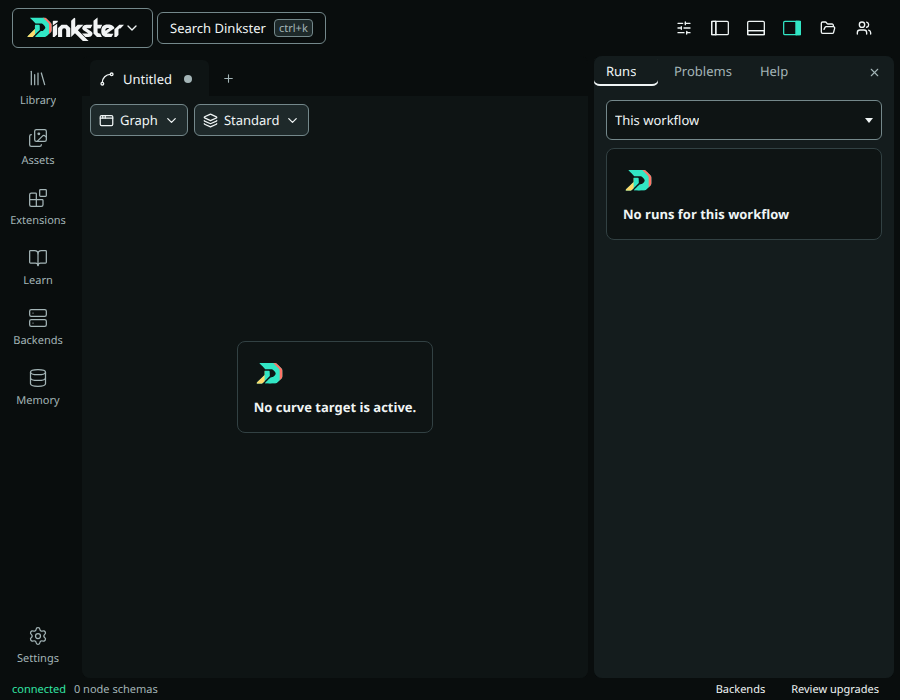 Dinkster
Search Dinkster ctrl+k
Library
Assets
Extensions
Learn
Backends
Memory
Settings
Untitled
Graph
Standard
No curve target is active.
Runs Problems Help
This workflow
No runs for this workflow
connected 0 node schemas
Backends Review upgrades